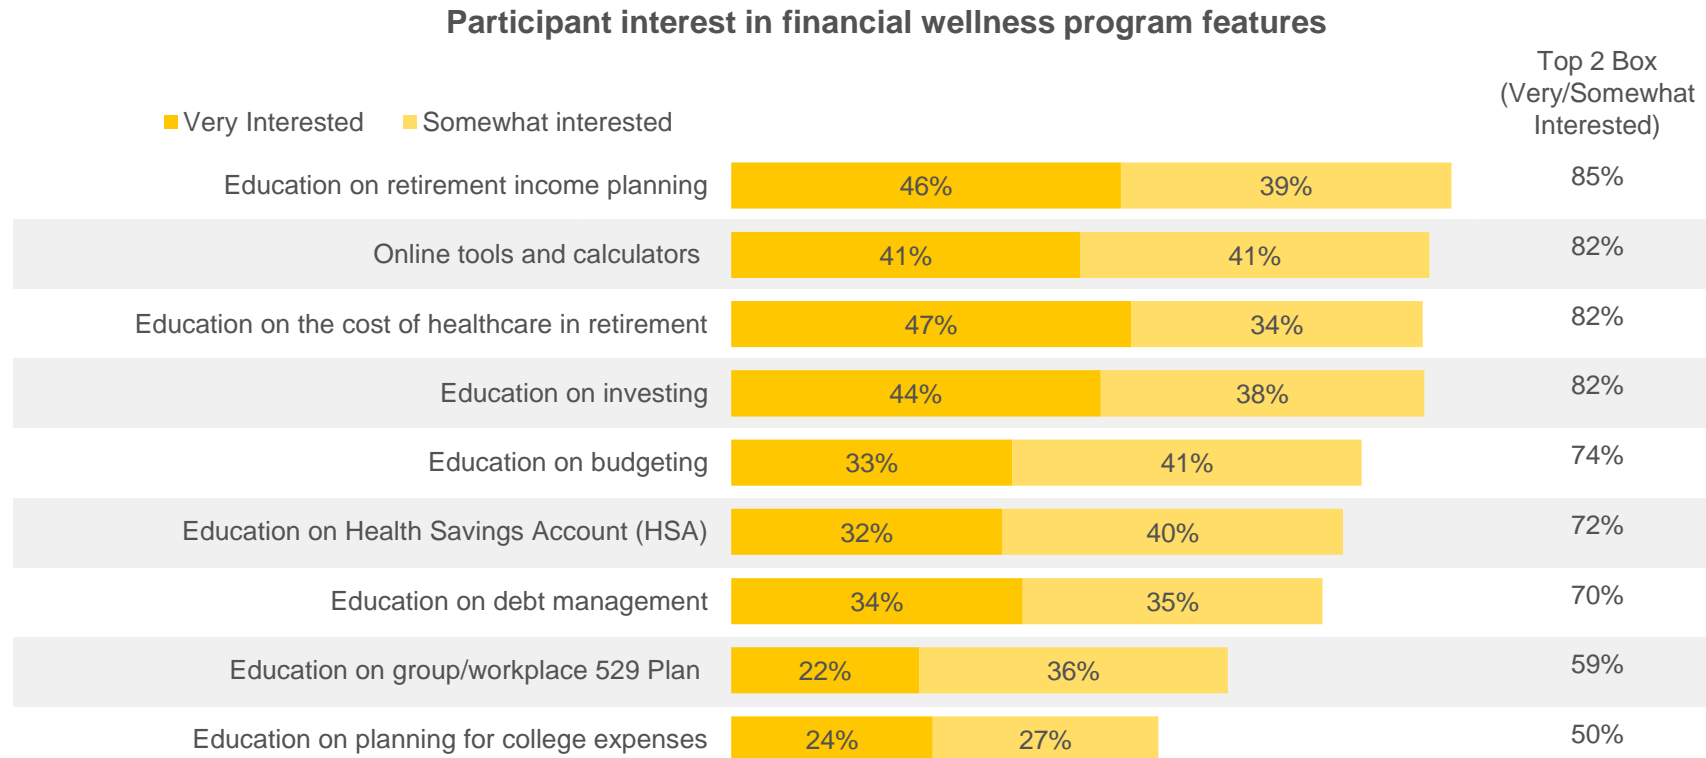 Participant interest in financial wellness program features
Top 2 Box
(Very/Somewhat
Interested)
Very Interested Somewhat interested
Education on retirement income planning 46% 39% 85%
Online tools and calculators 41% 41% 82%
Education on the cost of healthcare in retirement 47% 34% 82%
Education on investing 44% 38% 82%
Education on budgeting 33% 41% 74%
Education on Health Savings Account (HSA) 32% 40% 72%
Education on debt management 34% 35% 70%
Education on group/workplace 529 Plan 22% 36% 59%
Education on planning for college expenses 24% 27% 50%